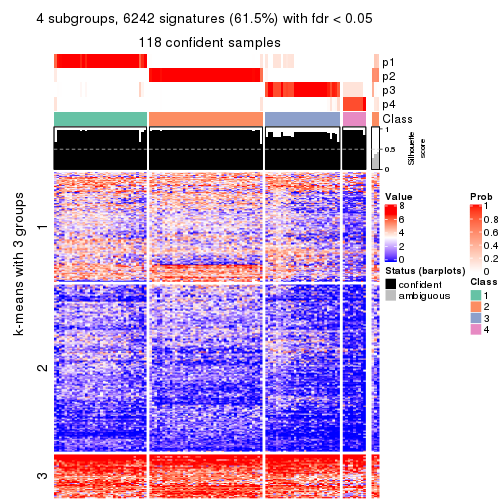 4 subgroups, 6242 signatures (61.5%) with fdr < 0.05
118 confident samples
p1
p2
p3
p4
Class
1
0.5
0
Silhouette
score
k-means with 3 groups
1
2
3
Value
8
6
4
2
0
Status (barplots)
confident
ambiguous
Prob
1
0.8
0.6
0.4
0.2
0
Class
1
2
3
4